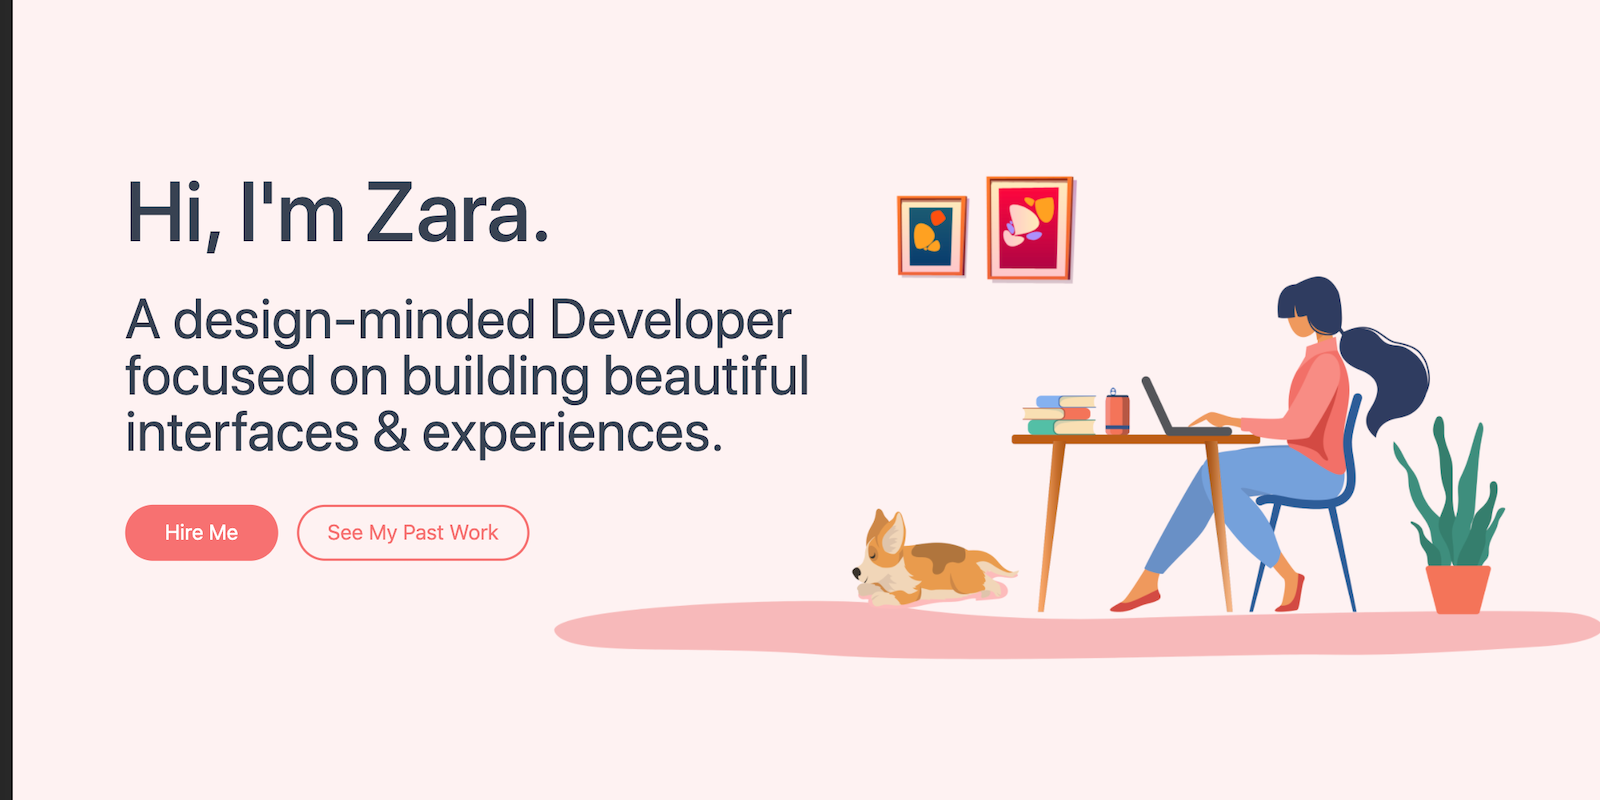 Hi, I'm Zara.
A design-minded Developer
focused on building beautiful
interfaces & experiences.
Hire Me
See My Past Work